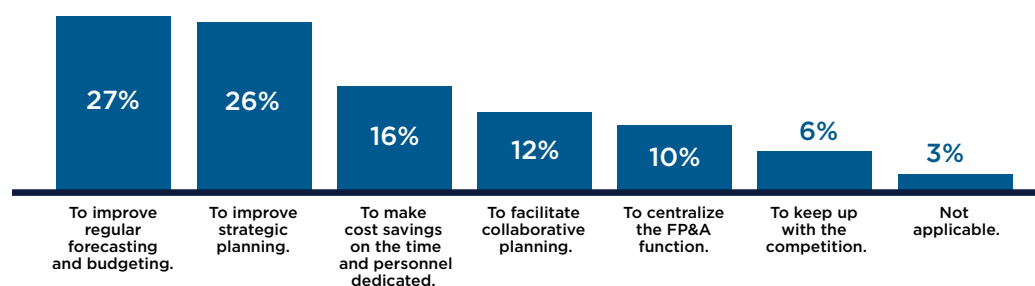 27%
26%
16%
12%
10%
6%
3%
To improve
regular
forecasting
and budgeting.
To improve
strategic
planning.
To make
cost savings
on the time
and personnel
dedicated.
To facilitate
collaborative
planning.
To centralize
the FP&A
function.
To keep up
with the
competition.
Not
applicable.